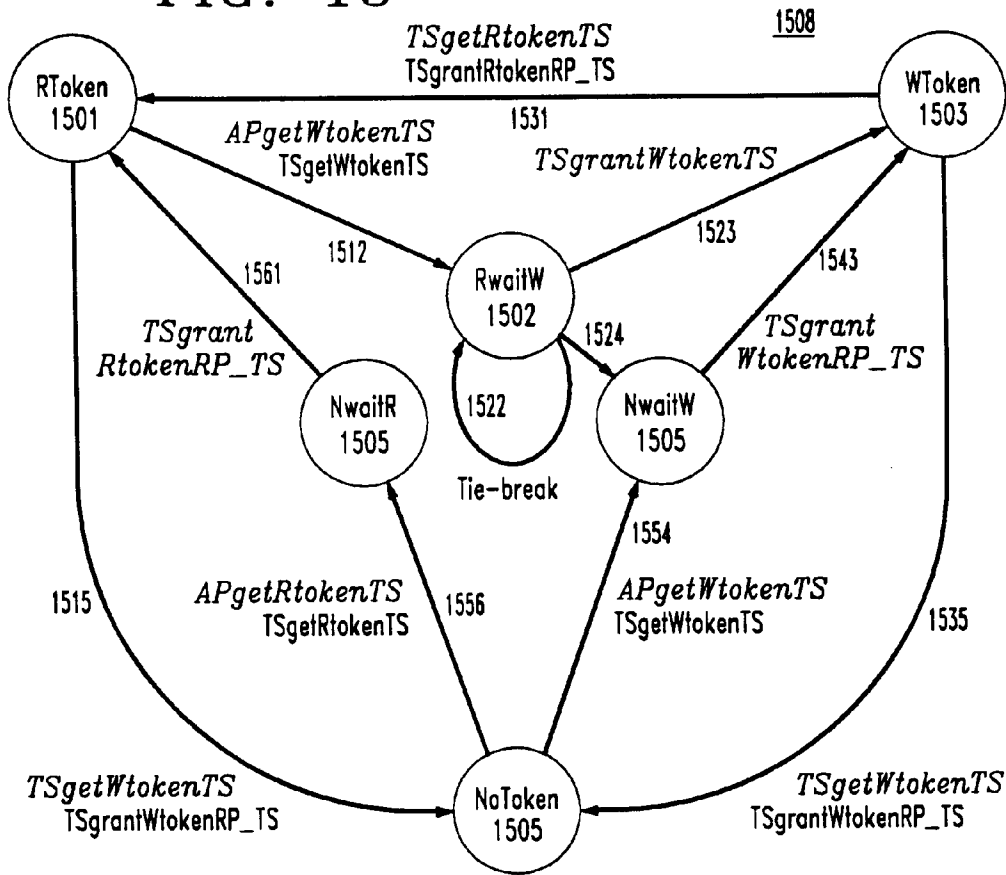 1508
TSgetRtokenTS
TSgrantRtokenRP_TS
1531
RToken
1501
WToken
1503
APgetWtokenTS
TSgetWtokenTS
1512
TSgrantWtokenTS
1523
RwaitW
1502
1561
1543
TSgrant
RtokenRP_TS
TSgrant
WtokenRP_TS
1524
1522
NwaitR
1505
NwaitW
1505
Tie-break
1554
1515
APgetRtokenTS
TSgetRtokenTS
1556
APgetWtokenTS
TSgetWtokenTS
1535
TSgetWtokenTS
TSgrantWtokenRP_TS
NoToken
1505
TSgetWtokenTS
TSgrantWtokenRP_TS